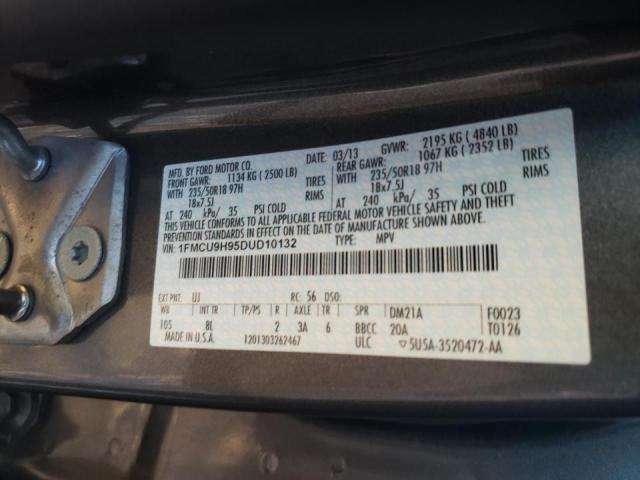 MFD. BY FORD MOTOR CO.
03/13 GVWR: 2195 KG ( 4840 LB)
FRONT GAWR: 1134 KG ( 2500 LB)
REAR GAWR: 1067 KG ( 2352 LB)
WITH 235/50R18 97H TIRES
WITH 235/50R18 97H TIRES
18x7.5J RIMS
18x7.5J RIMS
AT 240 kPa/ 35 PSI COLD
AT 240 kPa/ 35 PSI COLD
THIS VEHICLE CONFORMS TO ALL APPLICABLE FEDERAL MOTOR VEHICLE SAFETY AND THEFT
PREVENTION STANDARDS IN EFFECT ON THE DATE OF MANUFACTURE SHOWN ABOVE.
VIN: 1FMCU9H95DUD10132 TYPE: MPV
EXT PNT: UJ RC: 56 DSO:
WB INT TR TP/PS R AXLE TR SPR DM21A F0023
105 8L 2 3A 6 BBCC 20A T0126
MADE IN U.S.A. 1201303262467 ULC ▽5U5A-3520472-AA